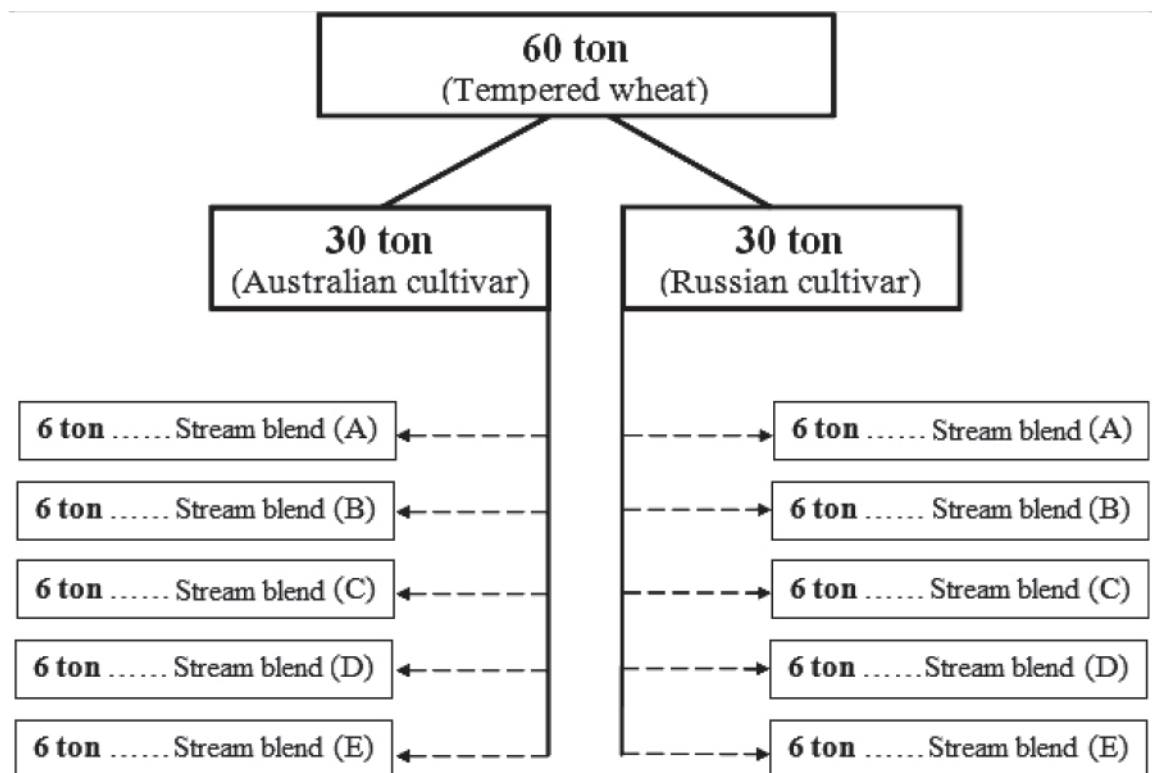 60 ton
(Tempered wheat)
30 ton
(Australian cultivar)
30 ton
(Russian cultivar)
6 ton ...... Stream blend (A)
6 ton ...... Stream blend (B)
6 ton ...... Stream blend (C)
6 ton ...... Stream blend (D)
6 ton ...... Stream blend (E)
6 ton ...... Stream blend (A)
6 ton ...... Stream blend (B)
6 ton ...... Stream blend (C)
6 ton ...... Stream blend (D)
6 ton ...... Stream blend (E)